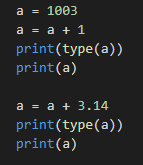 a = 1003
a = a + 1
print(type(a))
print(a)

a = a + 3.14
print(type(a))
print(a)